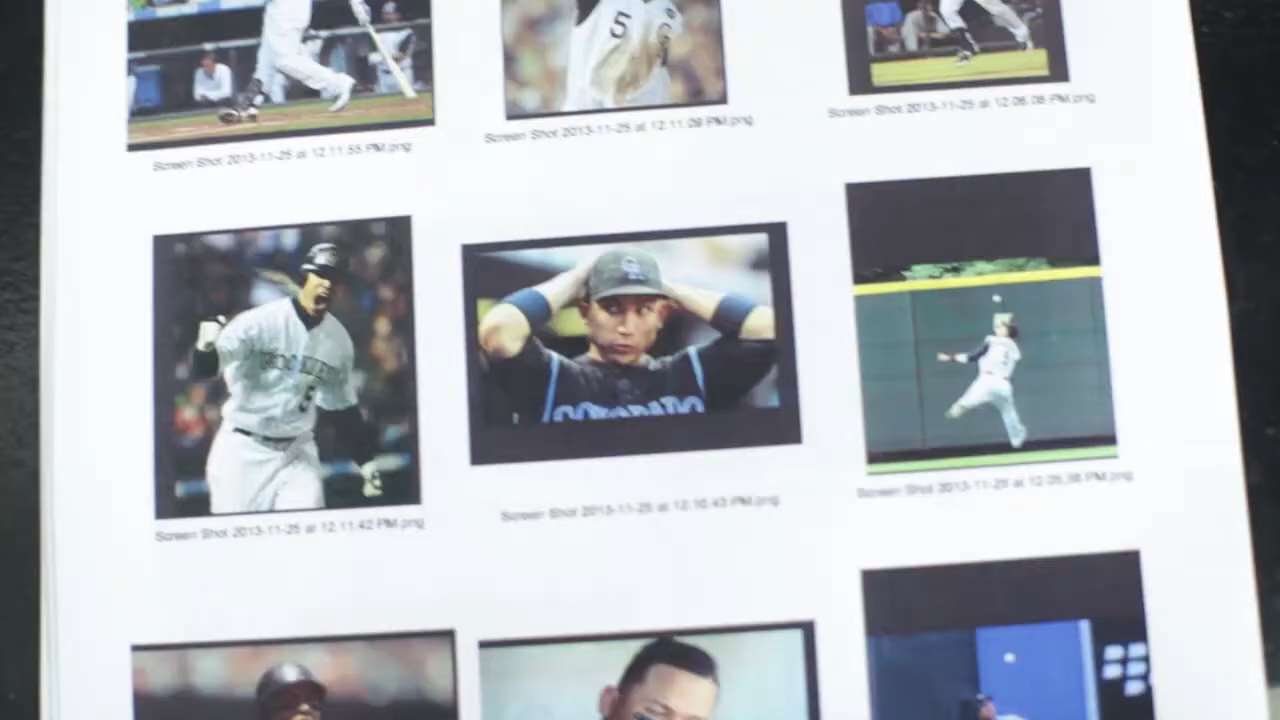 5
Screen Shot 2013-11-25 at 12.11.55 PM.png
Screen Shot 2013-11-25 at 12.11.09 PM.png
Screen Shot 2013-11-25 at 12.06.08 PM.png
ROCKIES
5
COLORADO
Screen Shot 2013-11-25 at 12.11.42 PM.png
Screen Shot 2013-11-25 at 12.10.43 PM.png
Screen Shot 2013-11-25 at
PM.png